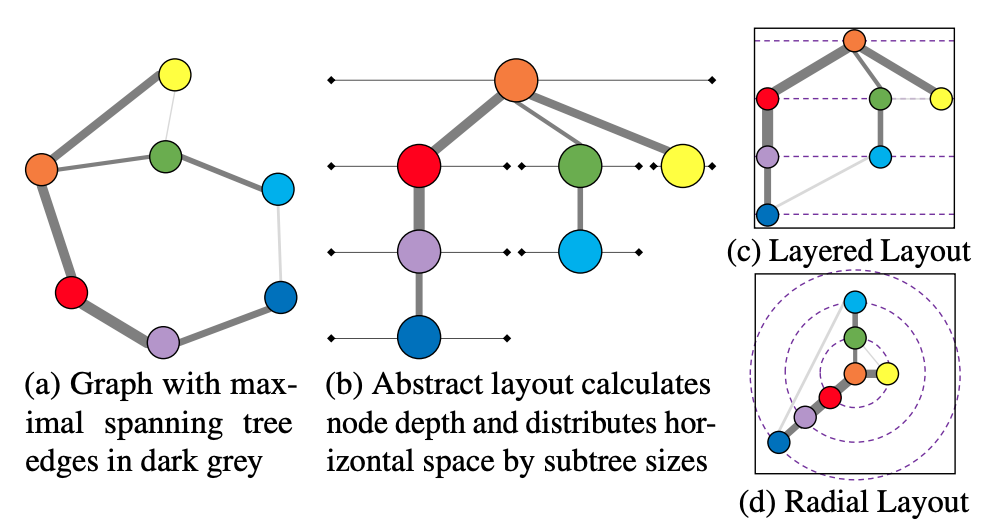 (a) Graph with max-
imal spanning tree
edges in dark grey
(b) Abstract layout calculates
node depth and distributes hor-
izontal space by subtree sizes
(c) Layered Layout
(d) Radial Layout